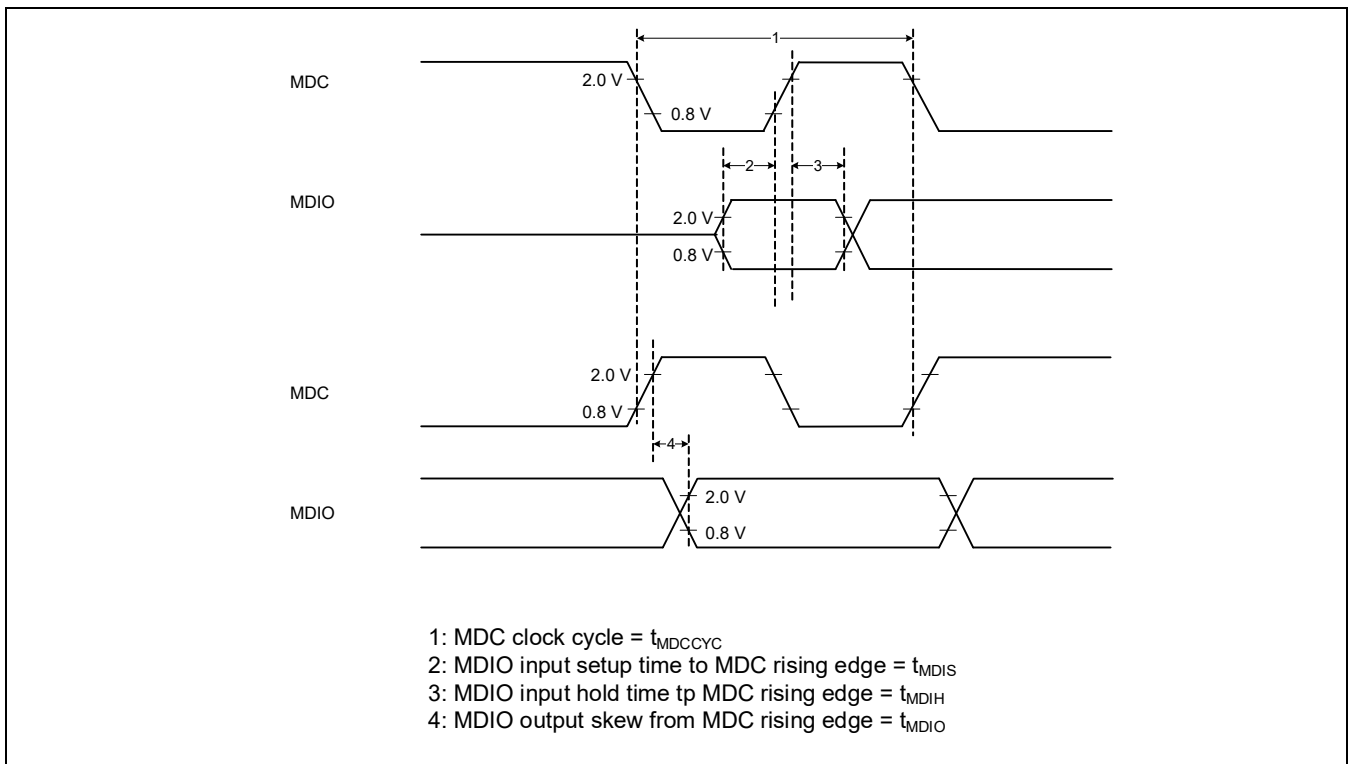 1
MDC
2.0 V
0.8 V
2
3
MDIO
2.0 V
0.8 V
2.0 V
MDC
0.8 V
4
2.0 V
MDIO
0.8 V
1: MDC clock cycle = tMDCCYC
2: MDIO input setup time to MDC rising edge = tMDIS
3: MDIO input hold time tp MDC rising edge = tMDIH
4: MDIO output skew from MDC rising edge = tMDIO